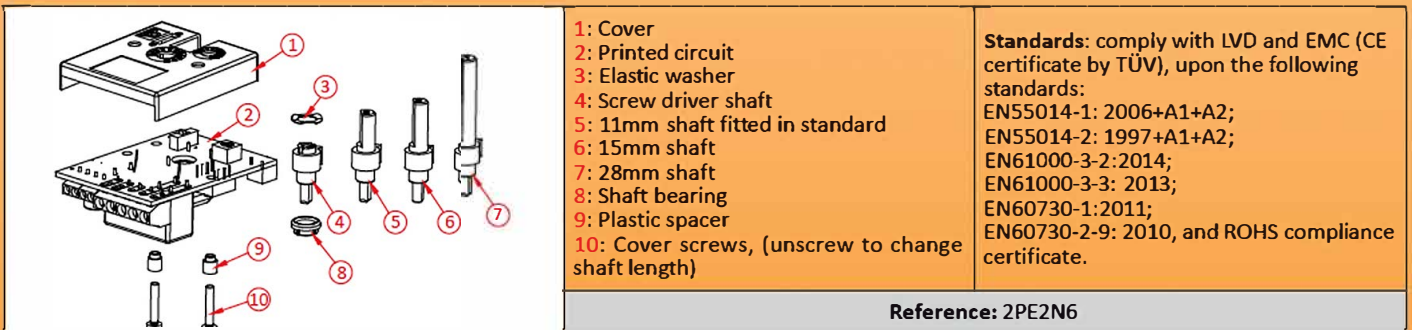 1
2
3
4
5
6
7
8
9
10
1: Cover
2: Printed circuit
3: Elastic washer
4: Screw driver shaft
5: 11mm shaft fitted in standard
6: 15mm shaft
7: 28mm shaft
8: Shaft bearing
9: Plastic spacer
10: Cover screws, (unscrew to change
shaft length)
Standards: comply with LVD and EMC (CE
certificate by TÜV), upon the following
standards:
EN55014-1: 2006+A1+A2;
EN55014-2: 1997+A1+A2;
EN61000-3-2:2014;
EN61000-3-3: 2013;
EN60730-1:2011;
EN60730-2-9: 2010, and ROHS compliance
certificate.
Reference: 2PE2N6